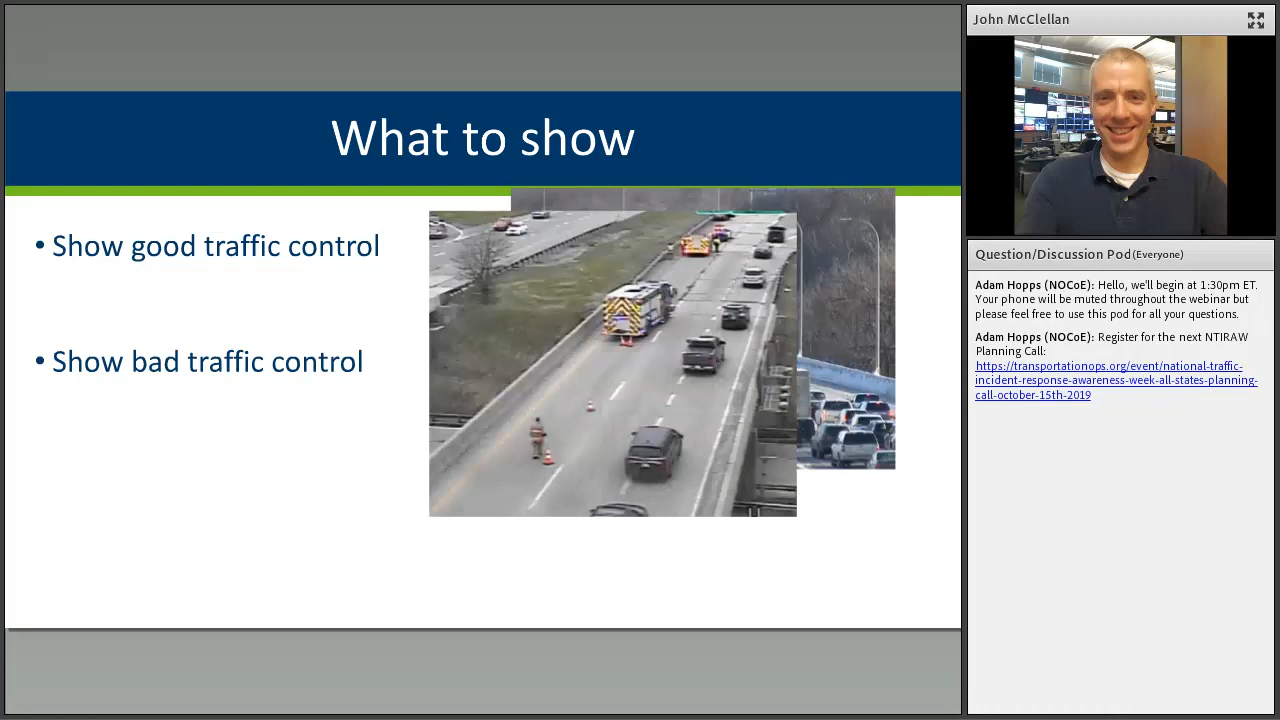 What to show
• Show good traffic control
• Show bad traffic control
John McClellan
Question/Discussion Pod(Everyone)
Adam Hopps (NOCoE): Hello, we'll begin at 1:30pm ET.
Your phone will be muted throughout the webinar but
please feel free to use this pod for all your questions.
Adam Hopps (NOCoE): Register for the next NTIRAW
Planning Call:
https://transportationops.org/event/national-traffic-
incident-response-awareness-week-all-states-planning-
call-october-15th-2019